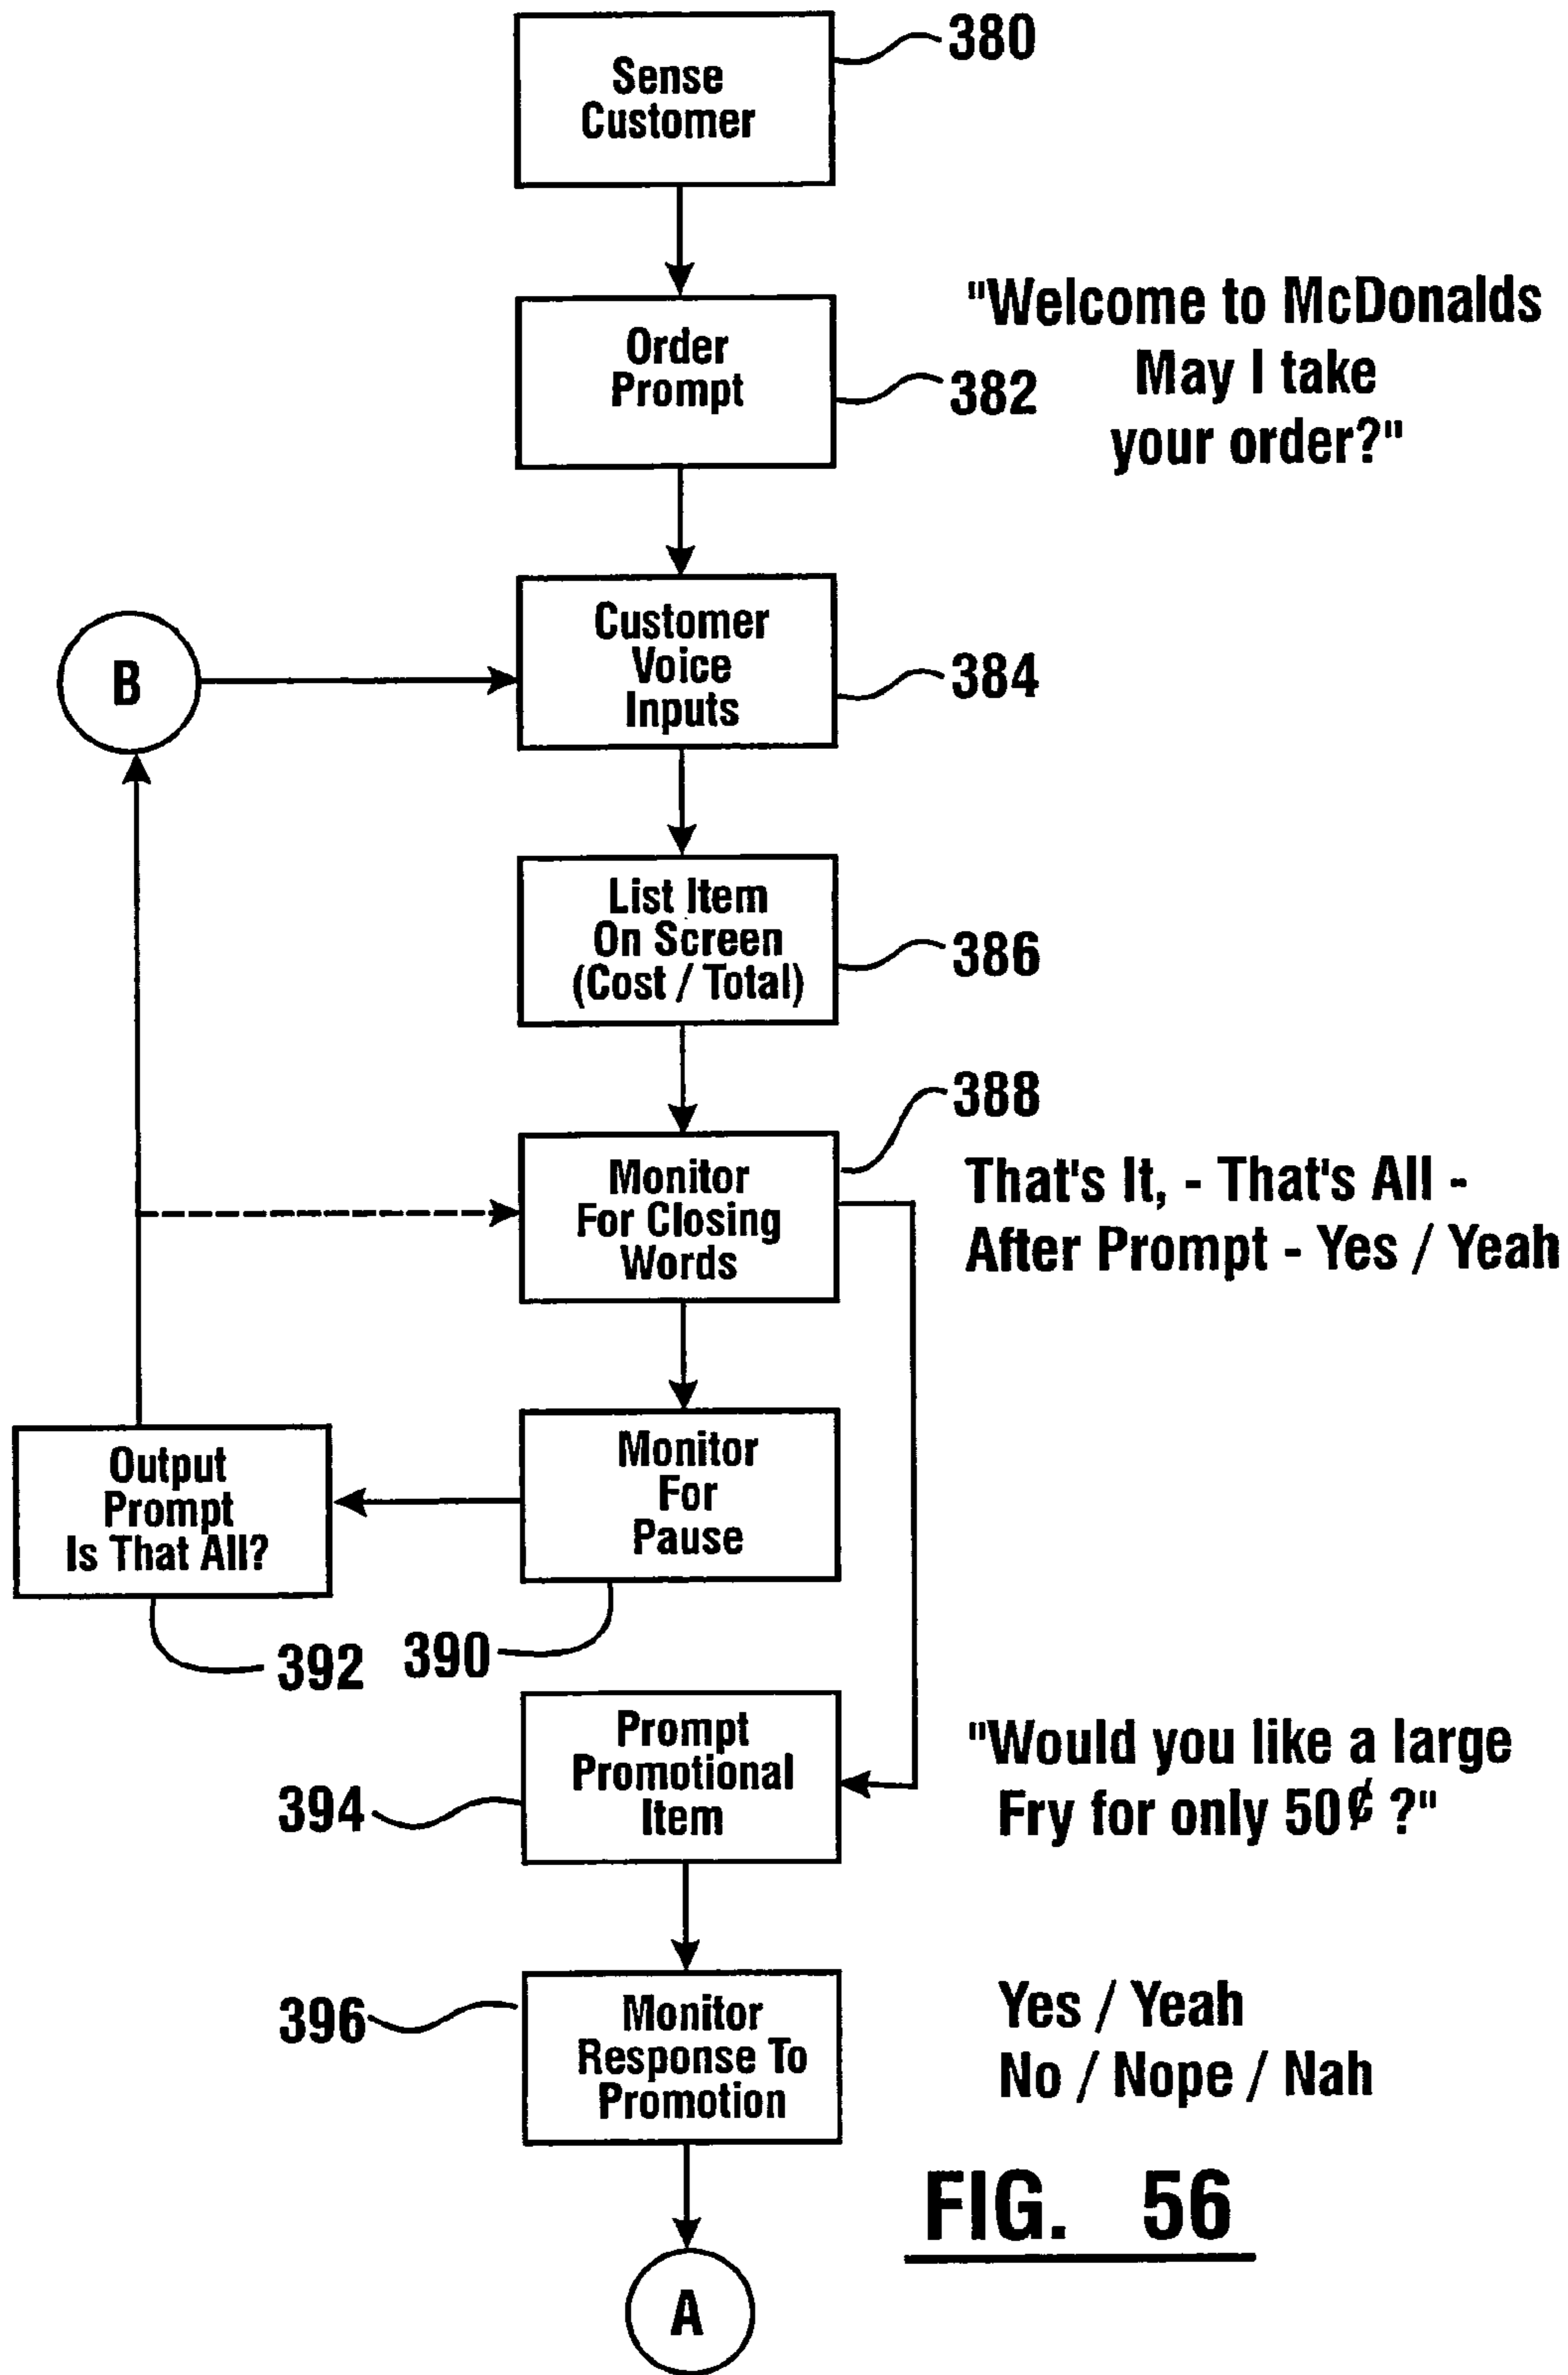 Sense
Customer
380
Order
Prompt
382
"Welcome to McDonalds
May I take
your order?"
B
Customer
Voice
Inputs
384
List Item
On Screen
(Cost / Total)
386
388
Monitor
For Closing
Words
That's It, - That's All -
After Prompt - Yes / Yeah
Output
Prompt
Is That All?
392
Monitor
For
Pause
390
Prompt
Promotional
Item
394
"Would you like a large
Fry for only 50¢ ?"
396
Monitor
Response To
Promotion
Yes / Yeah
No / Nope / Nah
FIG. 56
A